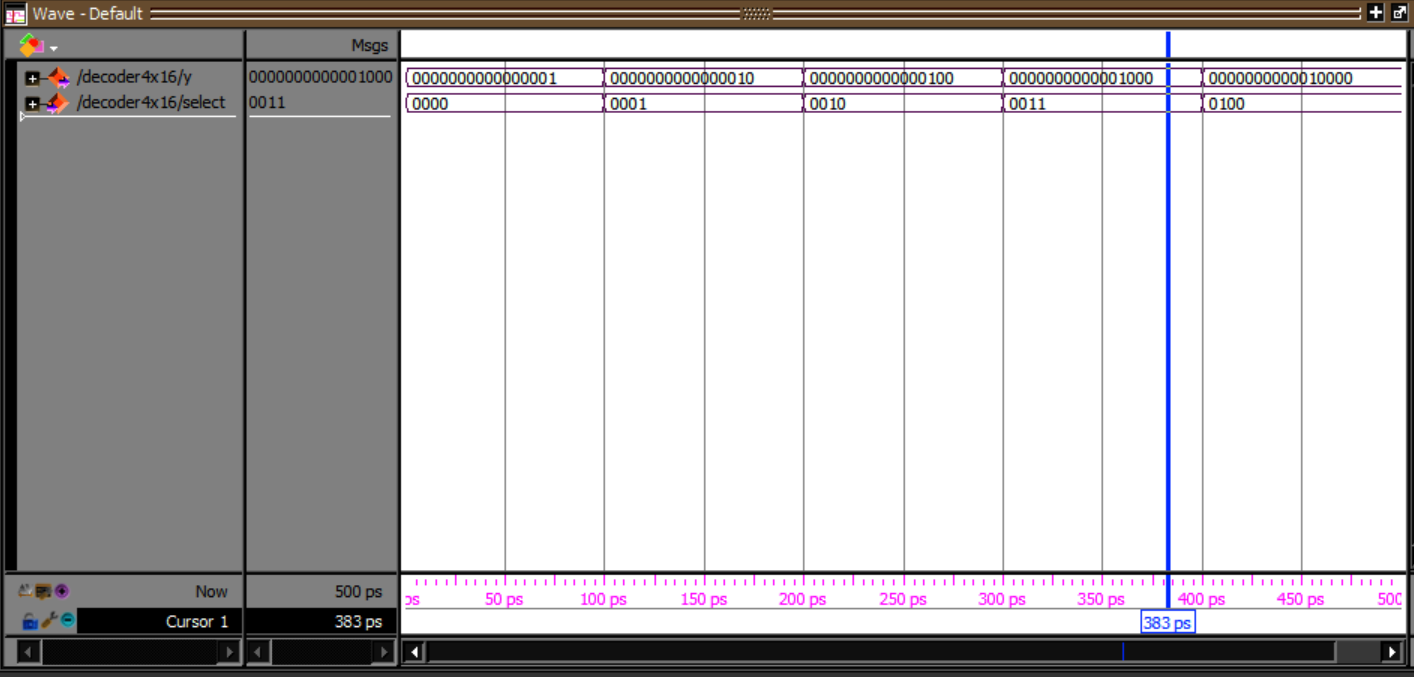 Wave - Default
Msgs
/decoder4x16/y 0000000000001000 0000000000000001 0000000000000010 0000000000000100 0000000000001000 0000000000010000
/decoder4x16/select 0011 0000 0001 0010 0011 0100
Now 500 ps ps 50 ps 100 ps 150 ps 200 ps 250 ps 300 ps 350 ps 400 ps 450 ps 500
Cursor 1 383 ps 383 ps